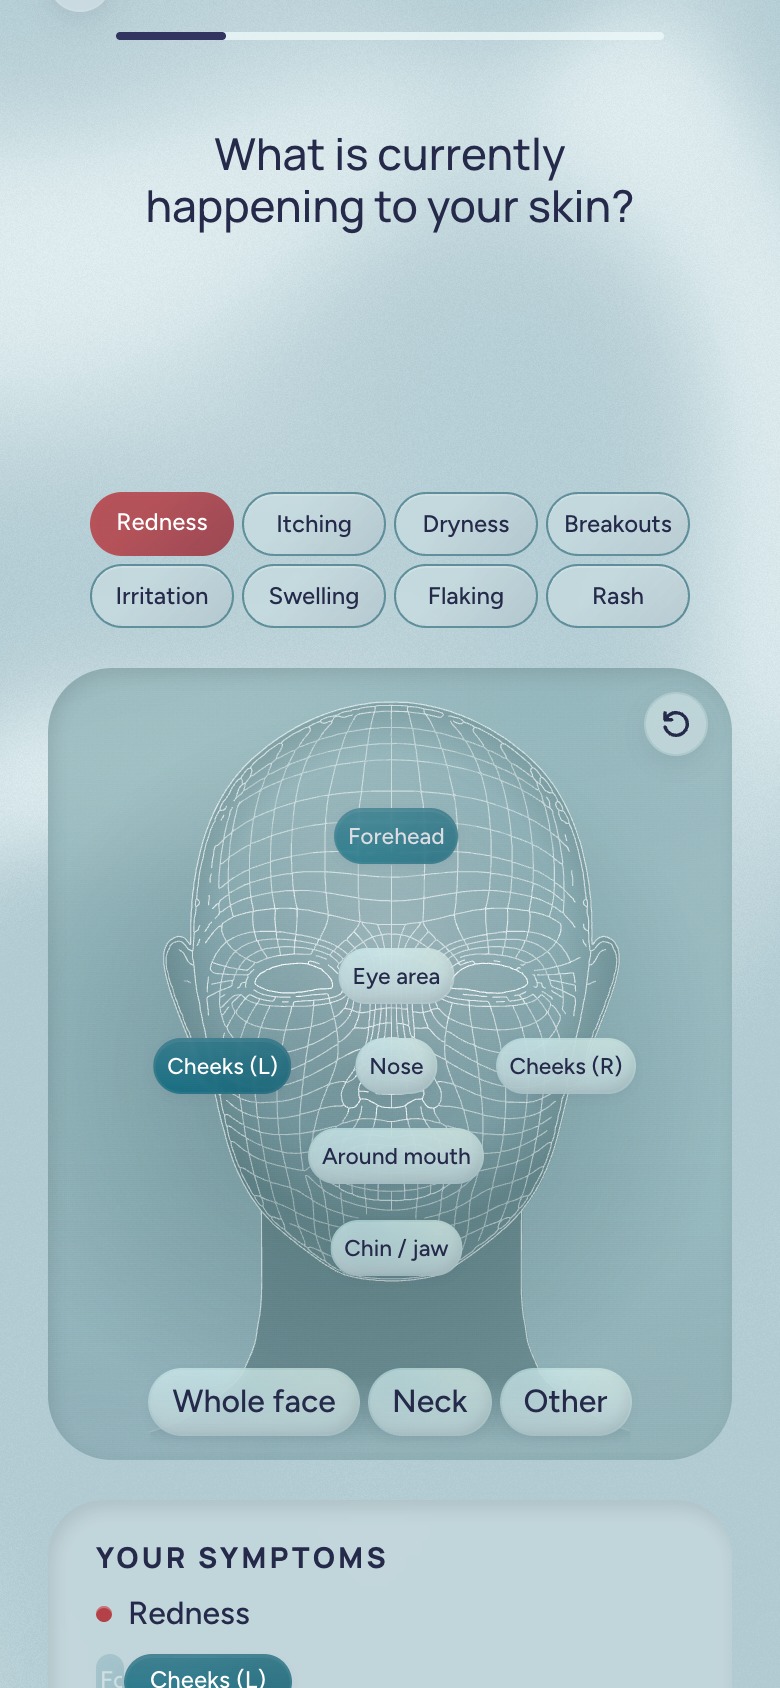 What is currently
happening to your skin?
Redness Itching Dryness Breakouts
Irritation Swelling Flaking Rash
Forehead
Eye area
Cheeks (L) Nose Cheeks (R)
Around mouth
Chin / jaw
Whole face Neck Other
YOUR SYMPTOMS
Redness
Cheeks (L)